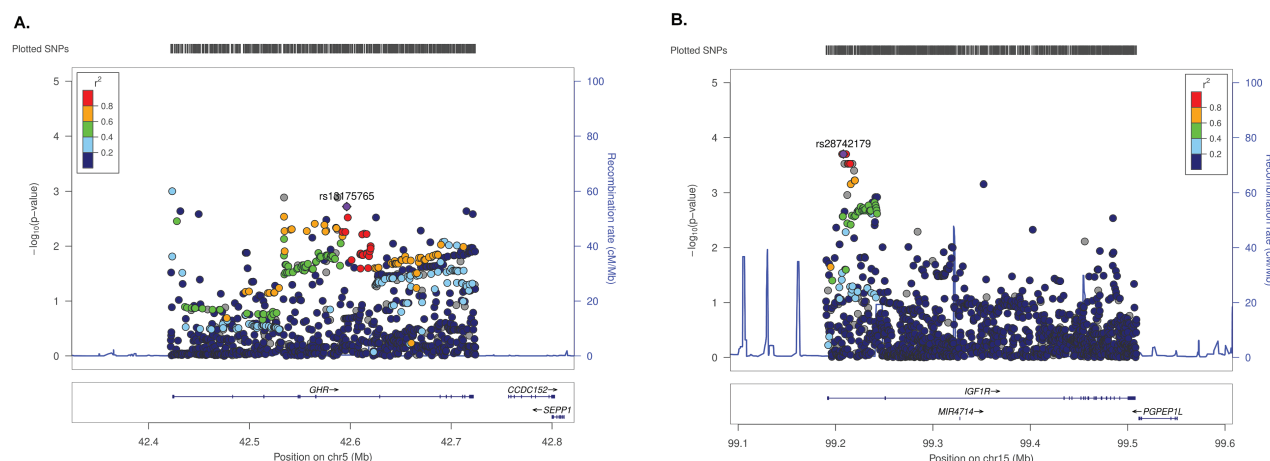 A.
Plotted SNPs
r2
0.8
0.6
0.4
0.2
rs13175765
5
4
3
2
1
0
−log10(p−value)
100
80
60
40
20
0
Recombination rate (cM/Mb)
GHR→
CCDC152→
←SEPP1
42.4
42.5
42.6
42.7
42.8
Position on chr5 (Mb)
B.
Plotted SNPs
r2
0.8
0.6
0.4
0.2
rs28742179
5
4
3
2
1
0
−log10(p−value)
100
80
60
40
20
0
Recombination rate (cM/Mb)
IGF1R→
MIR4714→
←PGPEP1L
99.1
99.2
99.3
99.4
99.5
99.6
Position on chr15 (Mb)